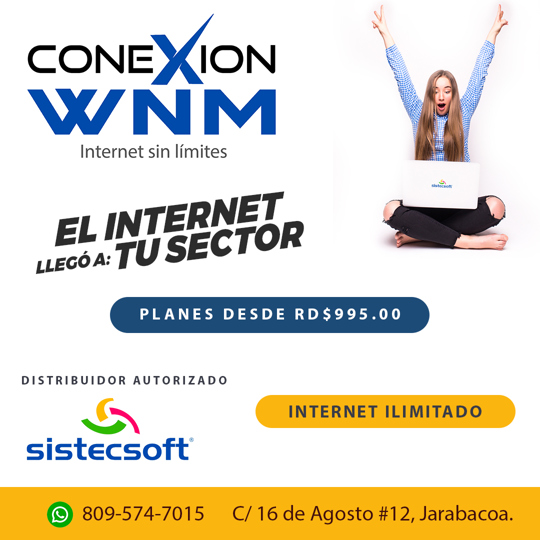 CONEXION
WNM
Internet sin límites
sistecsoft
EL INTERNET
LLEGÓ A: TU SECTOR
PLANES DESDE RD$995.00
DISTRIBUIDOR AUTORIZADO
sistecsoft®
INTERNET ILIMITADO
809-574-7015 C/ 16 de Agosto #12, Jarabacoa.